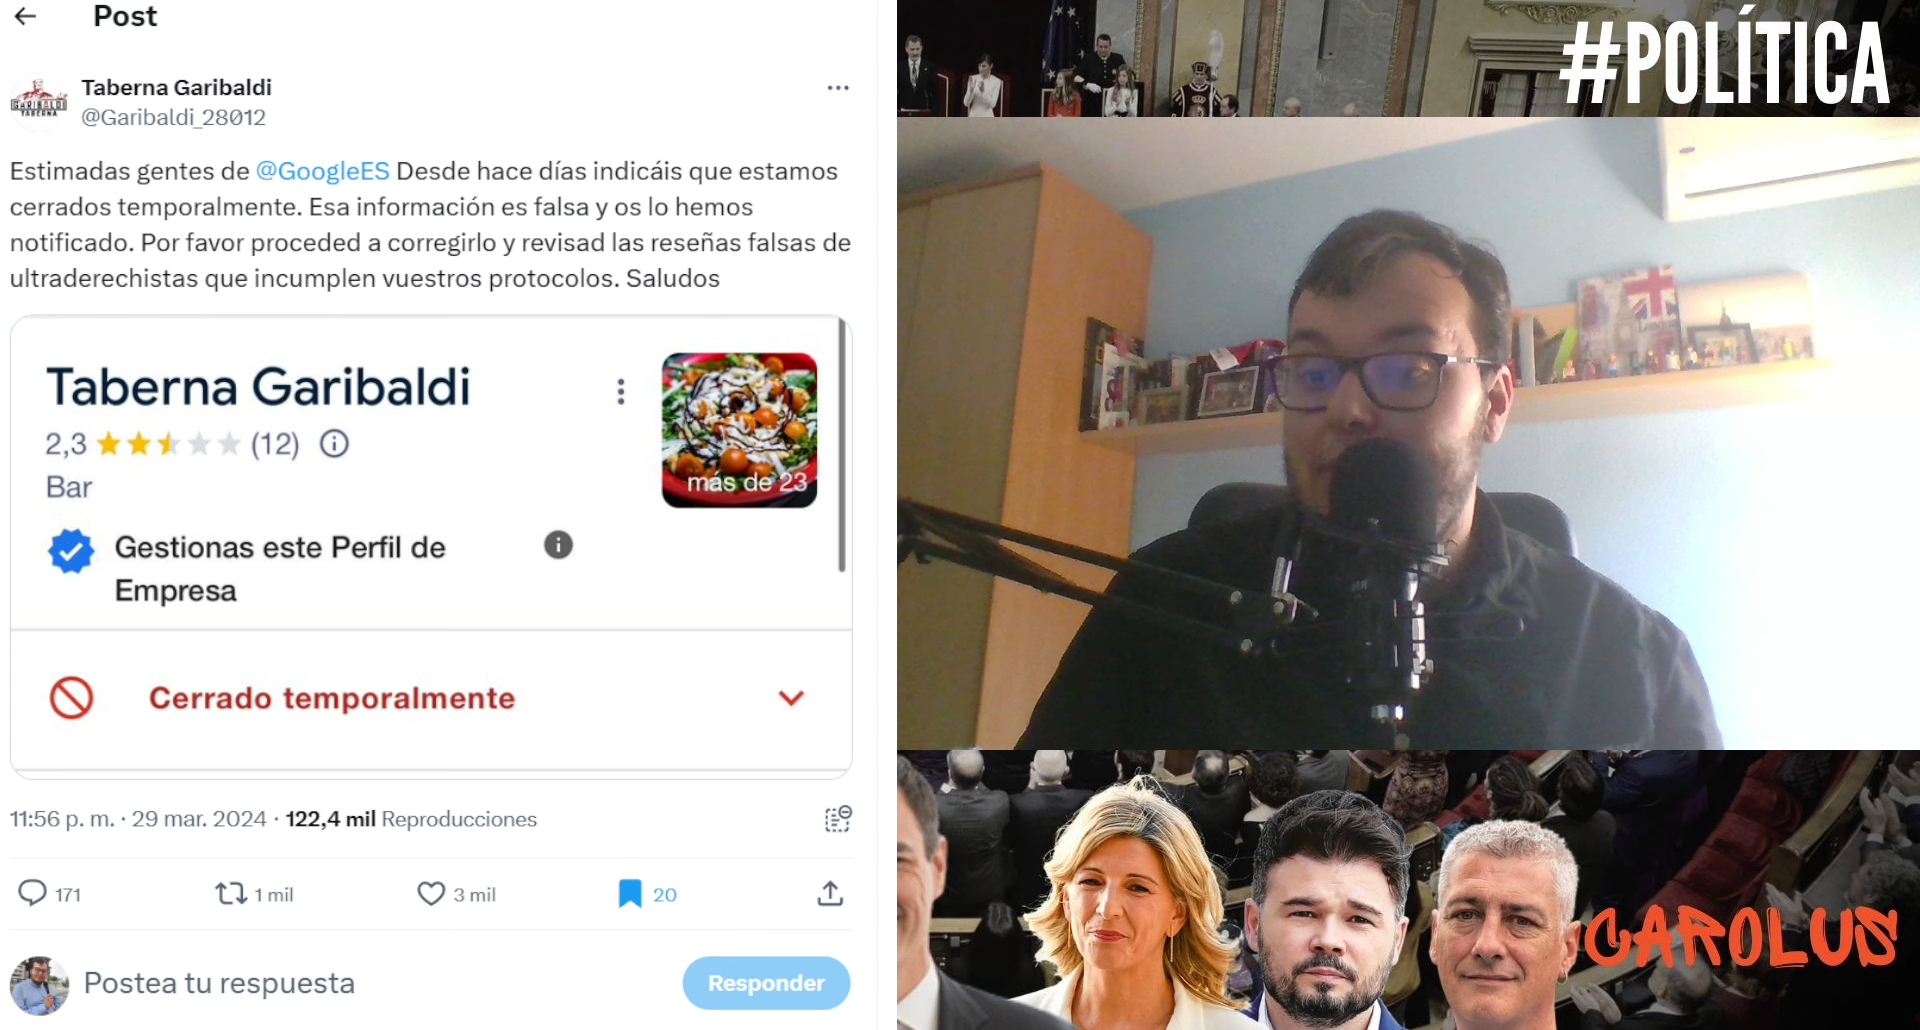 Post
Taberna Garibaldi
@Garibaldi_28012
GARIBALDI
TABERNA
Estimadas gentes de @GoogleES Desde hace días indicáis que estamos
cerrados temporalmente. Esa información es falsa y os lo hemos
notificado. Por favor proceded a corregirlo y revisad las reseñas falsas de
ultraderechistas que incumplen vuestros protocolos. Saludos
Taberna Garibaldi
2,3 (12)
Bar
más de 23
Gestionas este Perfil de
Empresa
Cerrado temporalmente
11:56 p. m. · 29 mar. 2024 · 122,4 mil Reproducciones
171 1 mil 3 mil 20
Postea tu respuesta
Responder
#POLÍTICA
CAROLUS